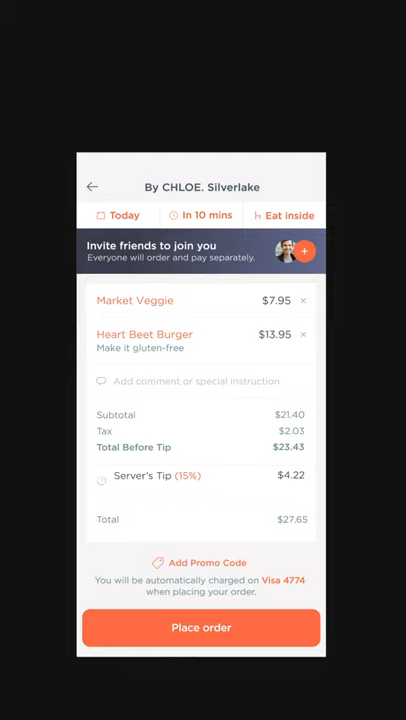 By CHLOE. Silverlake
Today
In 10 mins
Eat inside
Invite friends to join you
Everyone will order and pay separately.
Market Veggie $7.95
Heart Beet Burger $13.95
Make it gluten-free
Add comment or special instruction
Subtotal $21.40
Tax $2.03
Total Before Tip $23.43
Server's Tip (15%) $4.22
Total $27.65
Add Promo Code
You will be automatically charged on Visa 4774
when placing your order.
Place order